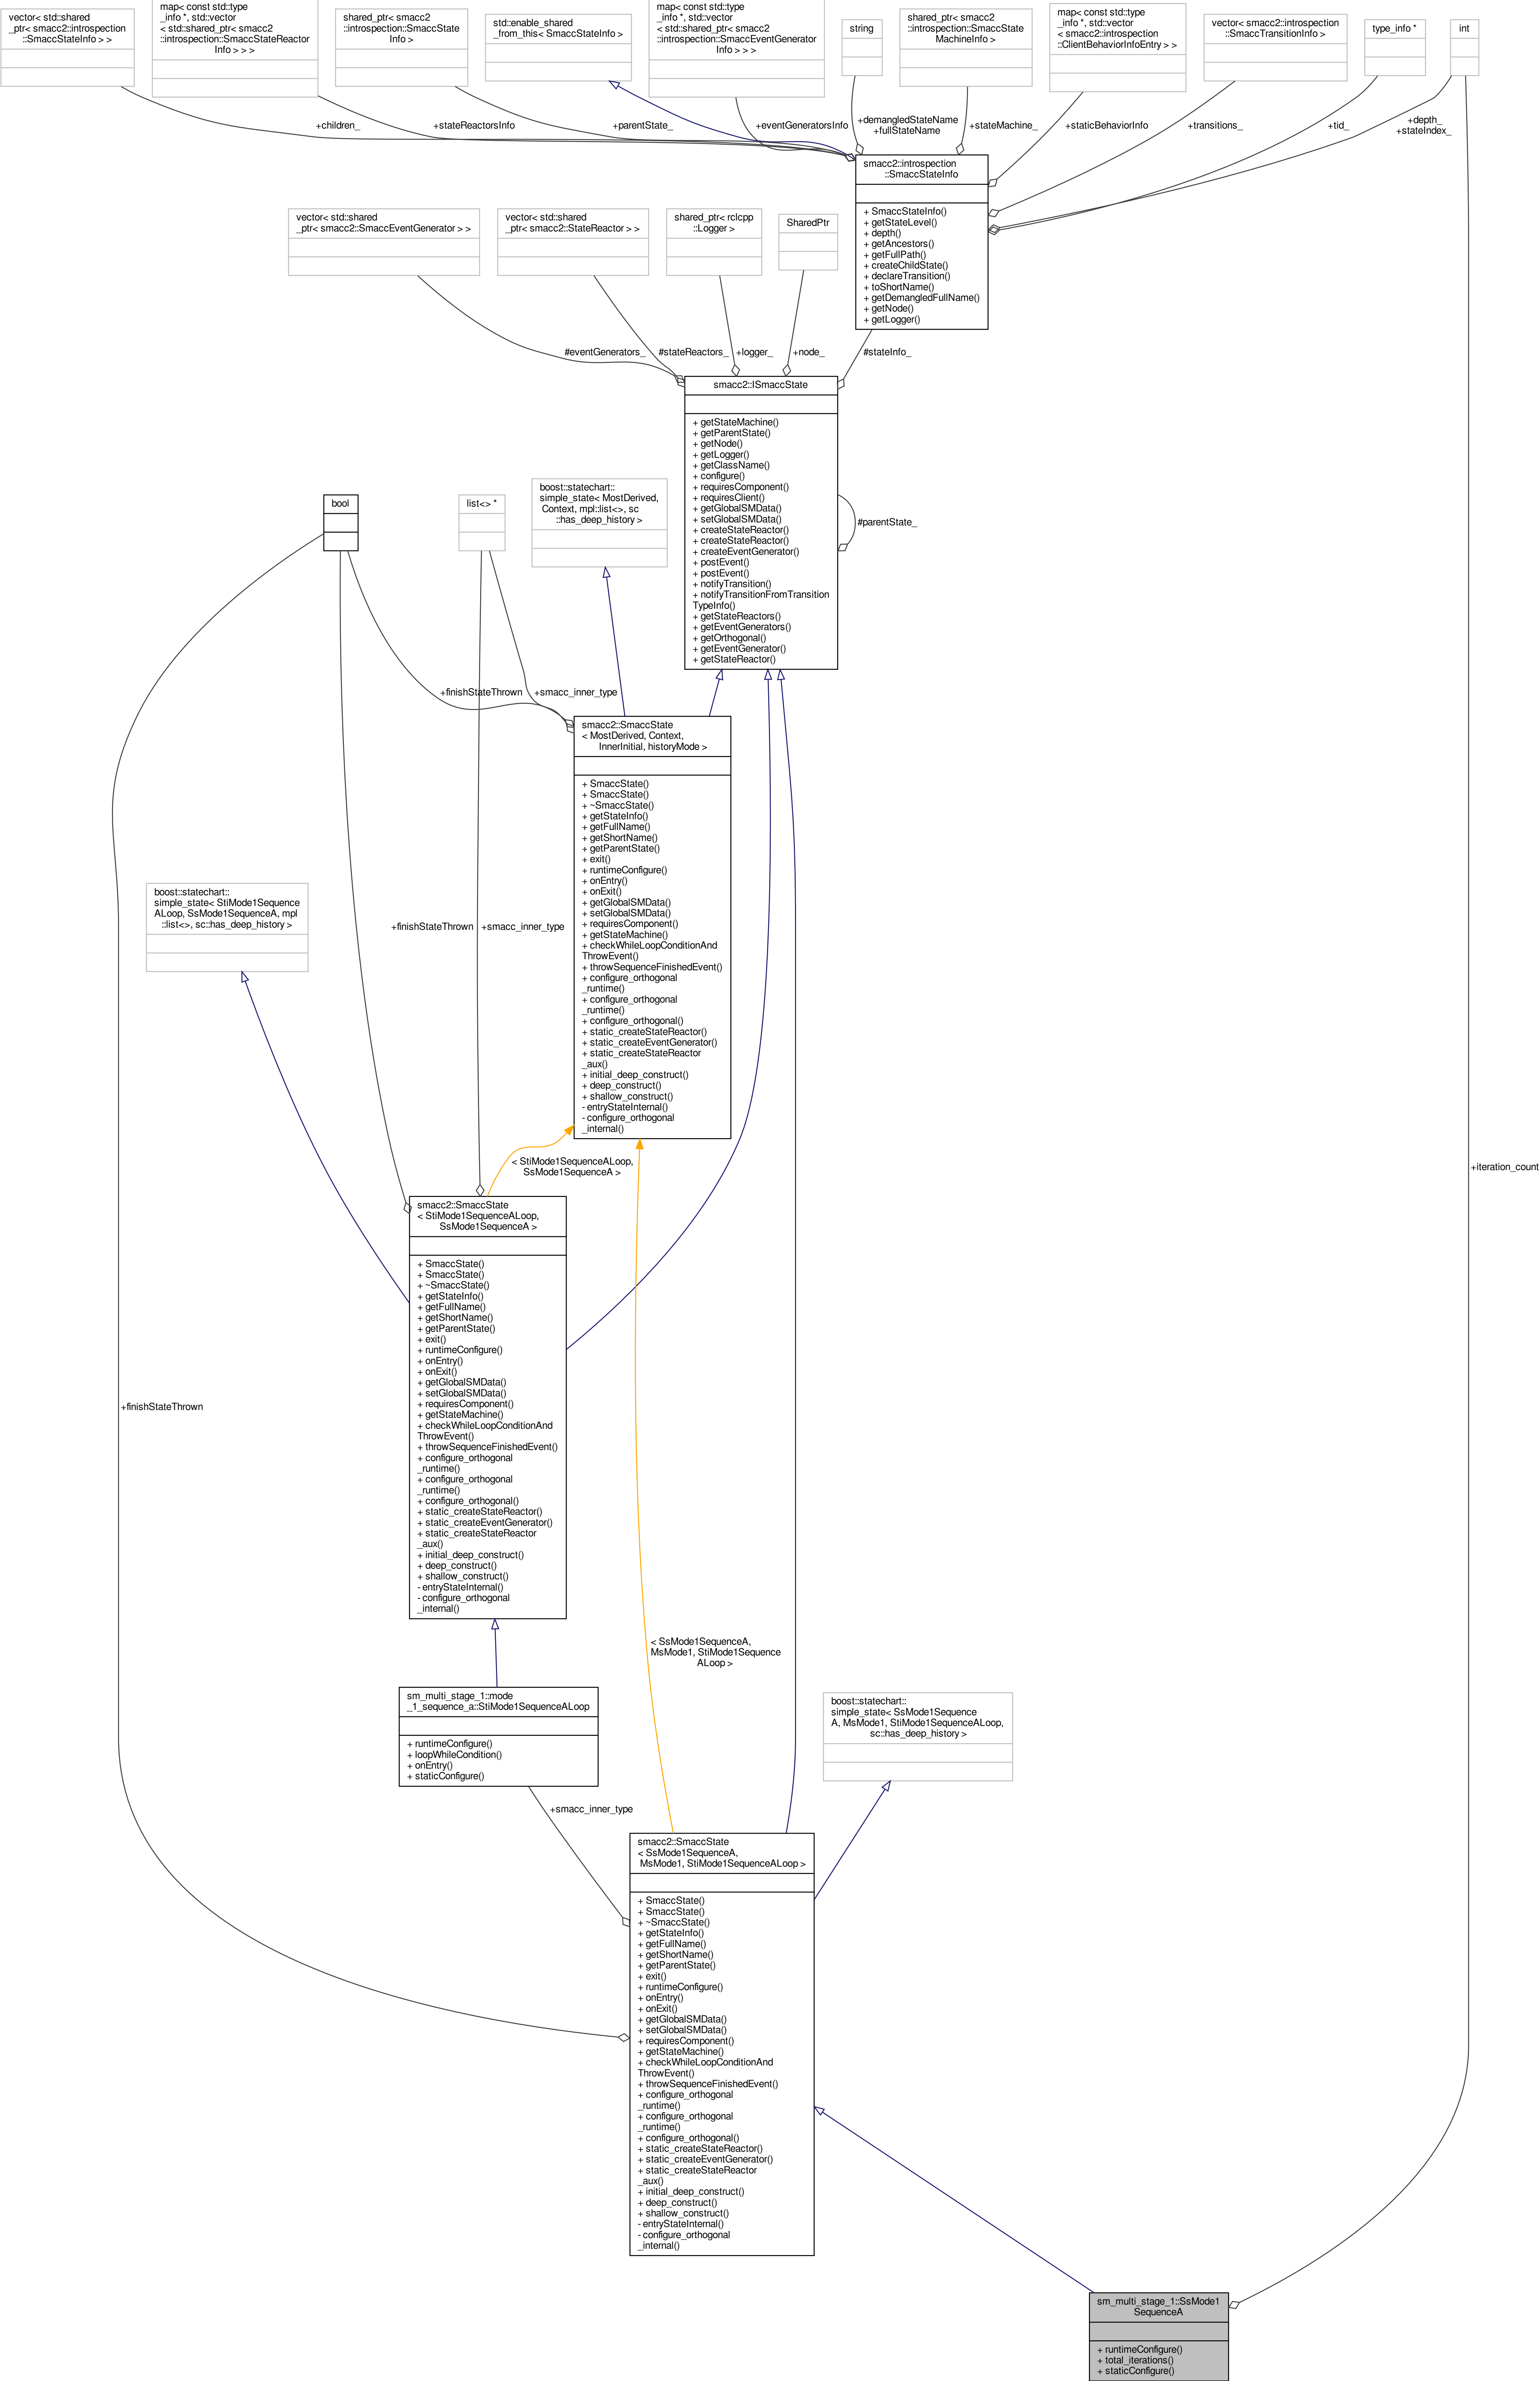 vector< std::shared
_ptr< smacc2::introspection
::SmaccStateInfo > >
map< const std::type
_info *, std::vector
< std::shared_ptr< smacc2
::introspection::SmaccStateReactor
Info > > >
shared_ptr< smacc2
::introspection::SmaccState
Info >
std::enable_shared
_from_this< SmaccStateInfo >
map< const std::type
_info *, std::vector
< std::shared_ptr< smacc2
::introspection::SmaccEventGenerator
Info > > >
string
shared_ptr< smacc2
::introspection::SmaccState
MachineInfo >
map< const std::type
_info *, std::vector
< smacc2::introspection
::ClientBehaviorInfoEntry > >
vector< smacc2::introspection
::SmaccTransitionInfo >
type_info *
int
+children_
+stateReactorsInfo
+parentState_
+eventGeneratorsInfo
+demangledStateName
+fullStateName
+stateMachine_
+staticBehaviorInfo
+transitions_
+tid_
+depth_
+stateIndex_
smacc2::introspection
::SmaccStateInfo
+ SmaccStateInfo()
+ getStateLevel()
+ depth()
+ getAncestors()
+ getFullPath()
+ createChildState()
+ declareTransition()
+ toShortName()
+ getDemangledFullName()
+ getNode()
+ getLogger()
vector< std::shared
_ptr< smacc2::SmaccEventGenerator > >
vector< std::shared
_ptr< smacc2::StateReactor > >
shared_ptr< rclcpp
::Logger >
SharedPtr
#eventGenerators_
#stateReactors_
+logger_
+node_
#stateInfo_
smacc2::ISmaccState
+ getStateMachine()
+ getParentState()
+ getNode()
+ getLogger()
+ getClassName()
+ configure()
+ requiresComponent()
+ requiresClient()
+ getGlobalSMData()
+ setGlobalSMData()
+ createStateReactor()
+ createStateReactor()
+ createEventGenerator()
+ postEvent()
+ postEvent()
+ notifyTransition()
+ notifyTransitionFromTransition
TypeInfo()
+ getStateReactors()
+ getEventGenerators()
+ getOrthogonal()
+ getEventGenerator()
+ getStateReactor()
#parentState_
bool
list<> *
boost::statechart::
simple_state< MostDerived,
Context, mpl::list<>, sc
::has_deep_history >
+finishStateThrown
+smacc_inner_type
smacc2::SmaccState
< MostDerived, Context,
InnerInitial, historyMode >
+ SmaccState()
+ SmaccState()
+ ~SmaccState()
+ getStateInfo()
+ getFullName()
+ getShortName()
+ getParentState()
+ exit()
+ runtimeConfigure()
+ onEntry()
+ onExit()
+ getGlobalSMData()
+ setGlobalSMData()
+ requiresComponent()
+ getStateMachine()
+ checkWhileLoopConditionAnd
ThrowEvent()
+ throwSequenceFinishedEvent()
+ configure_orthogonal
_runtime()
+ configure_orthogonal
_runtime()
+ configure_orthogonal()
+ static_createStateReactor()
+ static_createEventGenerator()
+ static_createStateReactor
_aux()
+ initial_deep_construct()
+ deep_construct()
+ shallow_construct()
- entryStateInternal()
- configure_orthogonal
_internal()
boost::statechart::
simple_state< StiMode1Sequence
ALoop, SsMode1SequenceA, mpl
::list<>, sc::has_deep_history >
+finishStateThrown
+smacc_inner_type
< StiMode1SequenceALoop,
SsMode1SequenceA >
+iteration_count
smacc2::SmaccState
< StiMode1SequenceALoop,
SsMode1SequenceA >
+ SmaccState()
+ SmaccState()
+ ~SmaccState()
+ getStateInfo()
+ getFullName()
+ getShortName()
+ getParentState()
+ exit()
+ runtimeConfigure()
+ onEntry()
+ onExit()
+ getGlobalSMData()
+ setGlobalSMData()
+ requiresComponent()
+ getStateMachine()
+ checkWhileLoopConditionAnd
ThrowEvent()
+ throwSequenceFinishedEvent()
+ configure_orthogonal
_runtime()
+ configure_orthogonal
_runtime()
+ configure_orthogonal()
+ static_createStateReactor()
+ static_createEventGenerator()
+ static_createStateReactor
_aux()
+ initial_deep_construct()
+ deep_construct()
+ shallow_construct()
- entryStateInternal()
- configure_orthogonal
_internal()
+finishStateThrown
< SsMode1SequenceA,
MsMode1, StiMode1Sequence
ALoop >
sm_multi_stage_1::mode
_1_sequence_a::StiMode1SequenceALoop
+ runtimeConfigure()
+ loopWhileCondition()
+ onEntry()
+ staticConfigure()
boost::statechart::
simple_state< SsMode1Sequence
A, MsMode1, StiMode1SequenceALoop,
sc::has_deep_history >
+smacc_inner_type
smacc2::SmaccState
< SsMode1SequenceA,
MsMode1, StiMode1SequenceALoop >
+ SmaccState()
+ SmaccState()
+ ~SmaccState()
+ getStateInfo()
+ getFullName()
+ getShortName()
+ getParentState()
+ exit()
+ runtimeConfigure()
+ onEntry()
+ onExit()
+ getGlobalSMData()
+ setGlobalSMData()
+ requiresComponent()
+ getStateMachine()
+ checkWhileLoopConditionAnd
ThrowEvent()
+ throwSequenceFinishedEvent()
+ configure_orthogonal
_runtime()
+ configure_orthogonal
_runtime()
+ configure_orthogonal()
+ static_createStateReactor()
+ static_createEventGenerator()
+ static_createStateReactor
_aux()
+ initial_deep_construct()
+ deep_construct()
+ shallow_construct()
- entryStateInternal()
- configure_orthogonal
_internal()
sm_multi_stage_1::SsMode1
SequenceA
+ runtimeConfigure()
+ total_iterations()
+ staticConfigure()